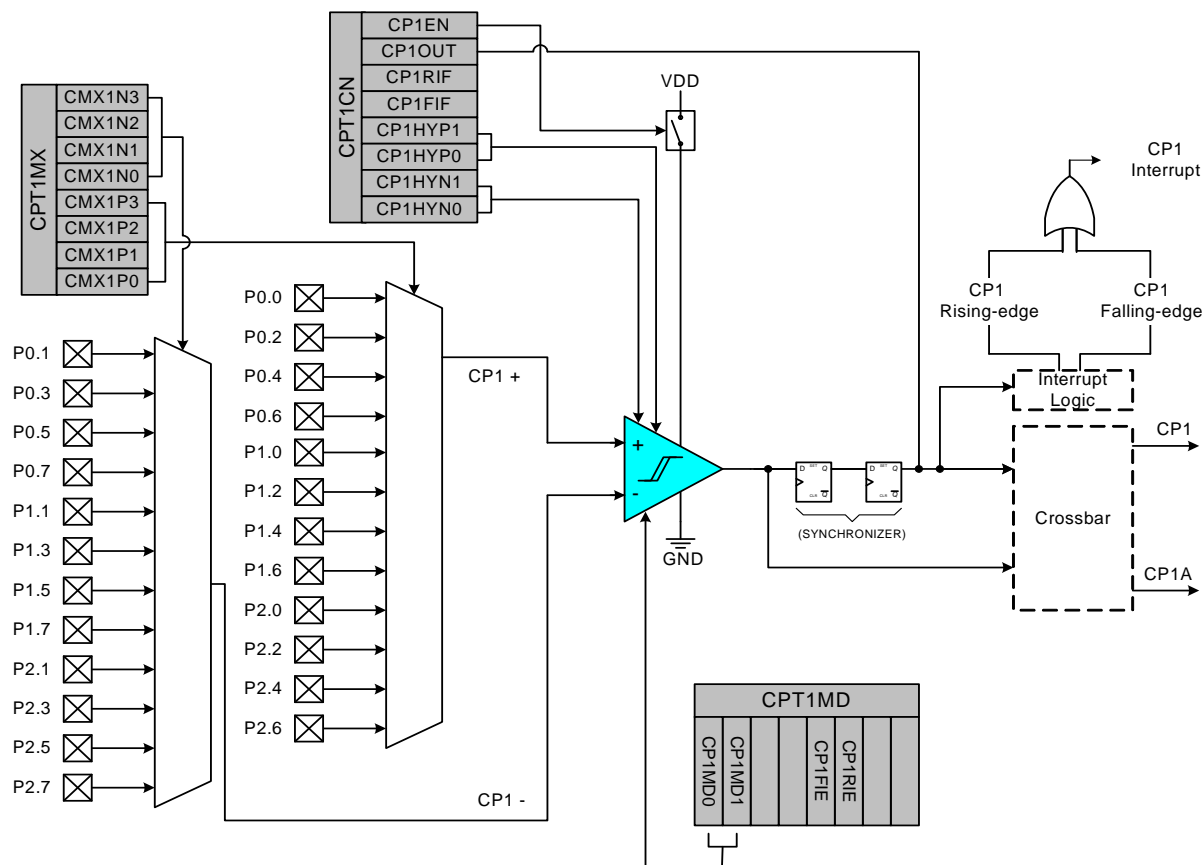 CPT1CN
CP1EN
CP1OUT
CP1RIF
CP1FIF
CP1HYP1
CP1HYP0
CP1HYN1
CP1HYN0
CPT1MX
CMX1N3
CMX1N2
CMX1N1
CMX1N0
CMX1P3
CMX1P2
CMX1P1
CMX1P0
VDD
CP1
Interrupt
CP1
Rising-edge
CP1
Falling-edge
Interrupt
Logic
P0.0
P0.2
P0.4
P0.6
P1.0
P1.2
P1.4
P1.6
P2.0
P2.2
P2.4
P2.6
P0.1
P0.3
P0.5
P0.7
P1.1
P1.3
P1.5
P1.7
P2.1
P2.3
P2.5
P2.7
CP1 +
CP1 -
+
-
GND
D SET Q
CLR Q
D SET Q
CLR Q
(SYNCHRONIZER)
Crossbar
CP1
CP1A
CPT1MD
CP1MD0
CP1MD1
CP1FIE
CP1RIE